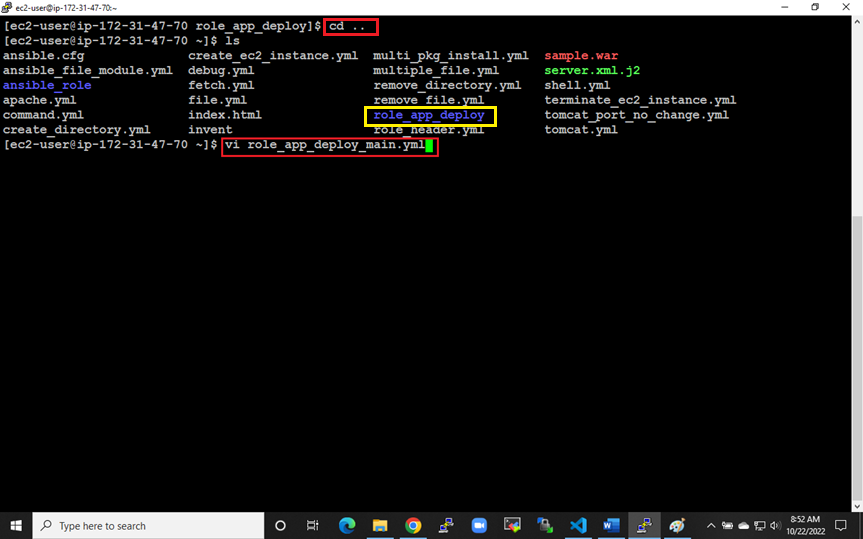 ec2-user@ip-172-31-47-70:~
[ec2-user@ip-172-31-47-70 role_app_deploy]$ cd ..
[ec2-user@ip-172-31-47-70 ~]$ ls
ansible.cfg create_ec2_instance.yml multi_pkg_install.yml sample.war
ansible_file_module.yml debug.yml multiple_file.yml server.xml.j2
ansible_role fetch.yml remove_directory.yml shell.yml
apache.yml file.yml remove_file.yml terminate_ec2_instance.yml
command.yml index.html role_app_deploy tomcat_port_no_change.yml
create_directory.yml invent role_header.yml tomcat.yml
[ec2-user@ip-172-31-47-70 ~]$ vi role_app_deploy_main.yml
Type here to search
8:52 AM
10/22/2022